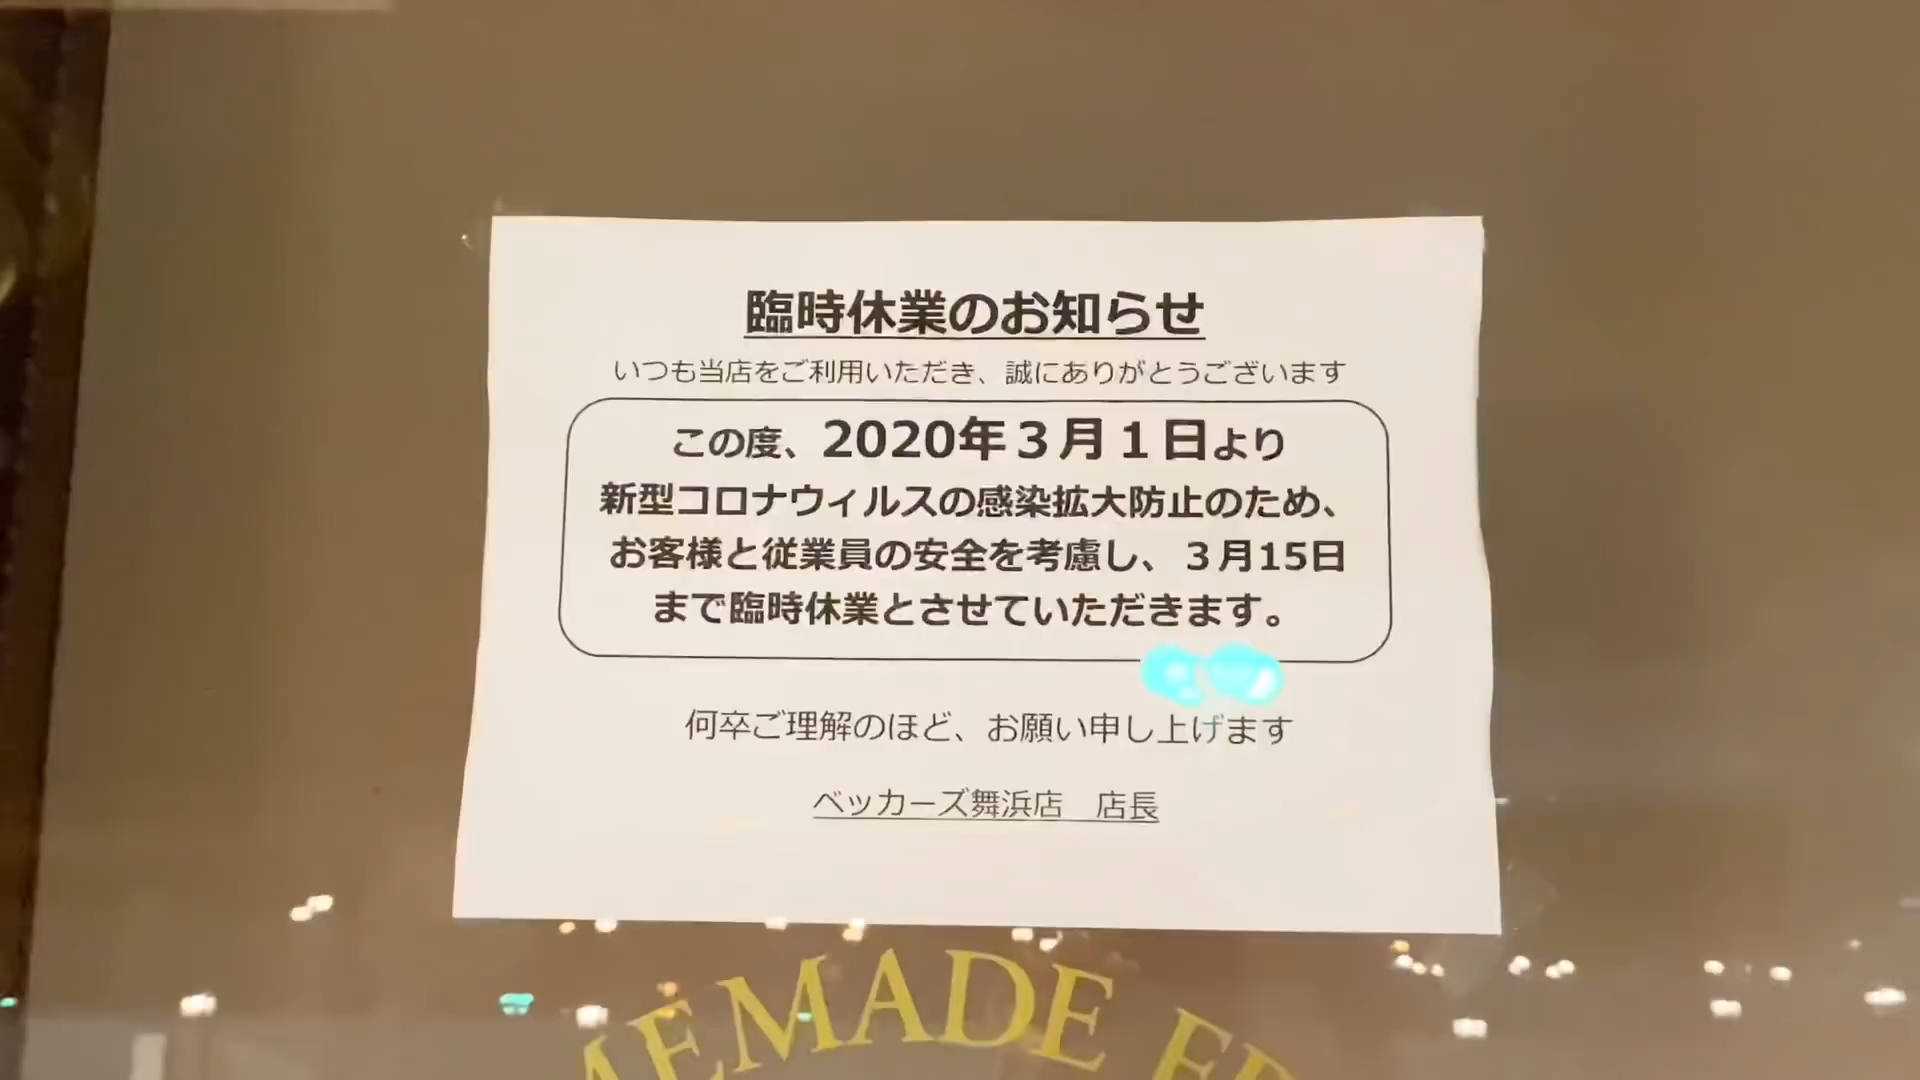 臨時休業のお知らせ
いつも当店をご利用いただき、誠にありがとうございます
この度、2020年３月１日より
新型コロナウィルスの感染拡大防止のため、
お客様と従業員の安全を考慮し、３月15日
まで臨時休業とさせていただきます。
何卒ご理解のほど、お願い申し上げます
ベッカーズ舞浜店　店長
EMADE